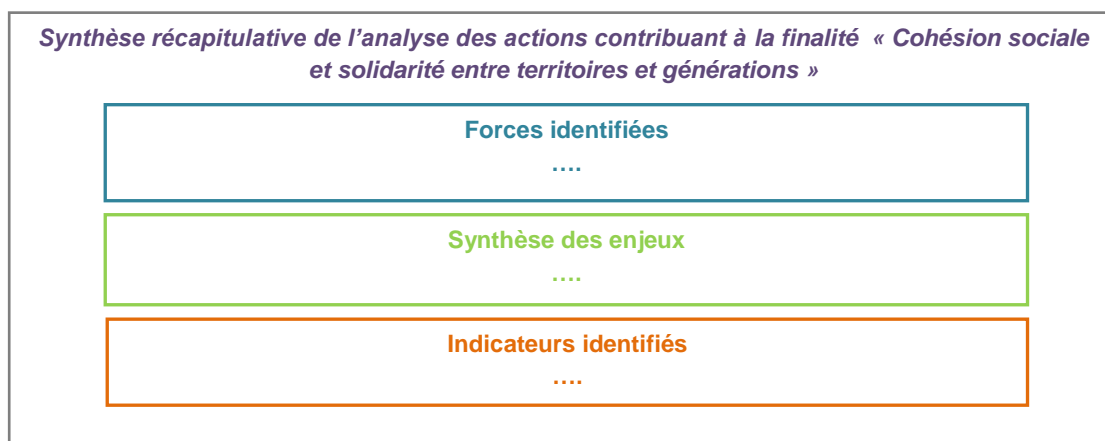 Synthèse récapitulative de l’analyse des actions contribuant à la finalité « Cohésion sociale
et solidarité entre territoires et générations »
Forces identifiées
….
Synthèse des enjeux
….
Indicateurs identifiés
….